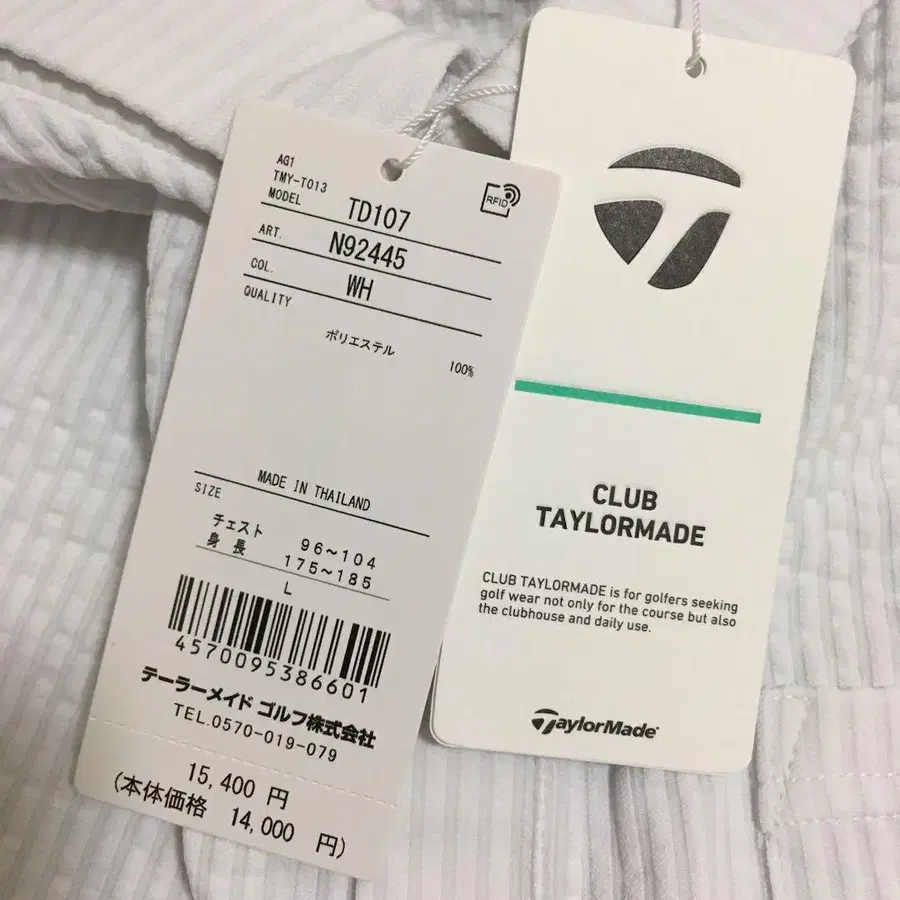 AG1
TMY-T013
MODEL TD107
ART. N92445
COL. WH
QUALITY
ポリエステル 100%
MADE IN THAILAND
SIZE
チェスト 96～104
身 長 175～185
L
4570095386601
テーラーメイド ゴルフ株式会社
TEL.0570-019-079
15,400 円
(本体価格 14,000 円)
RFID
CLUB
TAYLORMADE
CLUB TAYLORMADE is for golfers seeking
golf wear not only for the course but also
the clubhouse and daily use.
TaylorMade